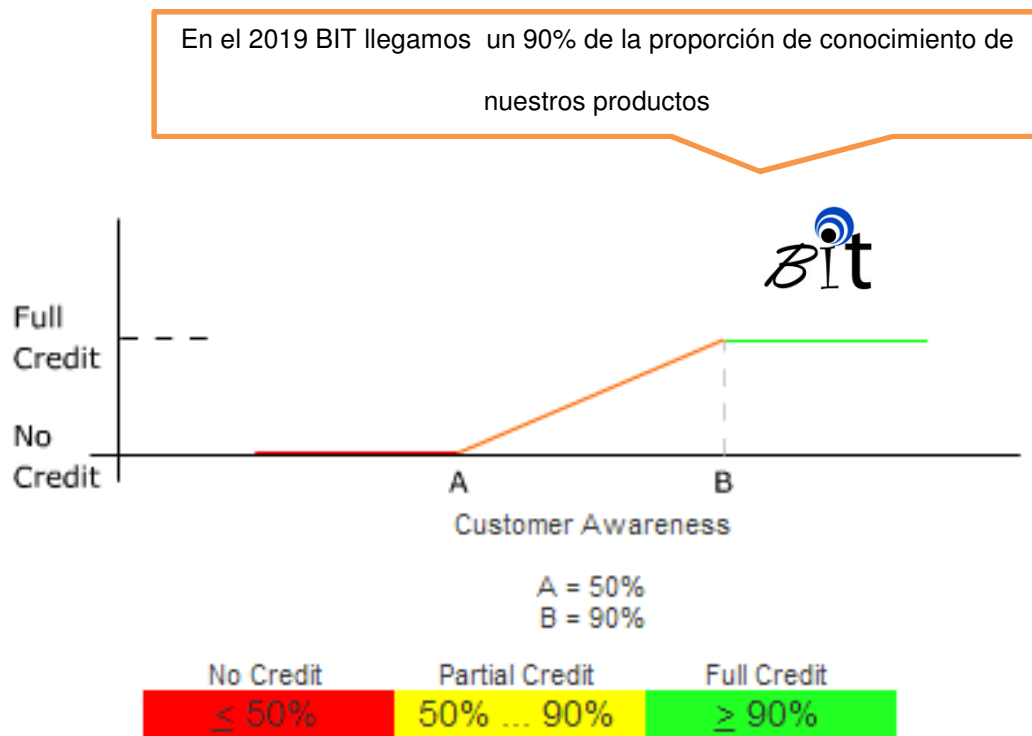 En el 2019 BIT llegamos  un 90% de la proporción de conocimiento de
nuestros productos
BIt
Full
Credit
No
Credit
A
B
Customer Awareness
A = 50%
B = 90%
No Credit Partial Credit Full Credit
≤ 50% 50% ... 90% ≥ 90%